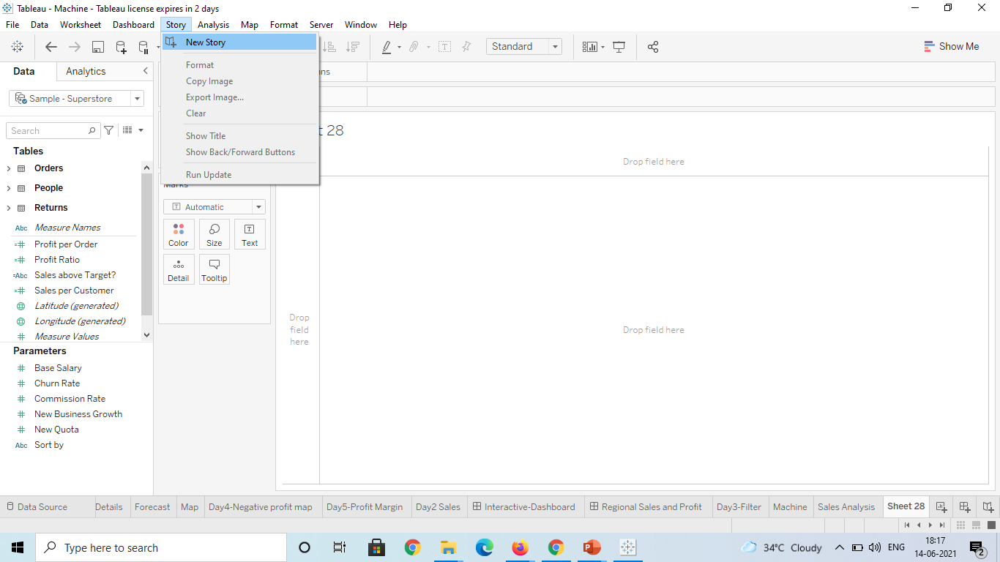 Tableau - Machine - Tableau license expires in 2 days
File Data Worksheet Dashboard Story Analysis Map Format Server Window Help
New Story
Format
Copy Image
Export Image...
Clear
Show Title
Show Back/Forward Buttons
Run Update
Standard
Show Me
Data Analytics
Sample - Superstore
Search
Tables
Orders
People
Returns
Abc Measure Names
Profit per Order
Profit Ratio
=Abc Sales above Target?
Sales per Customer
Latitude (generated)
Longitude (generated)
Measure Values
Parameters
Base Salary
Churn Rate
Commission Rate
New Business Growth
New Quota
Abc Sort by
Marks
Automatic
Color Size Text
Detail Tooltip
28
Drop field here
Drop
field
here
Drop field here
Data Source Details Forecast Map Day4-Negative profit map Day5-Profit Margin Day2 Sales Interactive-Dashboard Regional Sales and Profit Day3-Filter Machine Sales Analysis Sheet 28
Type here to search
34°C Cloudy
ENG
18:17
14-06-2021
2